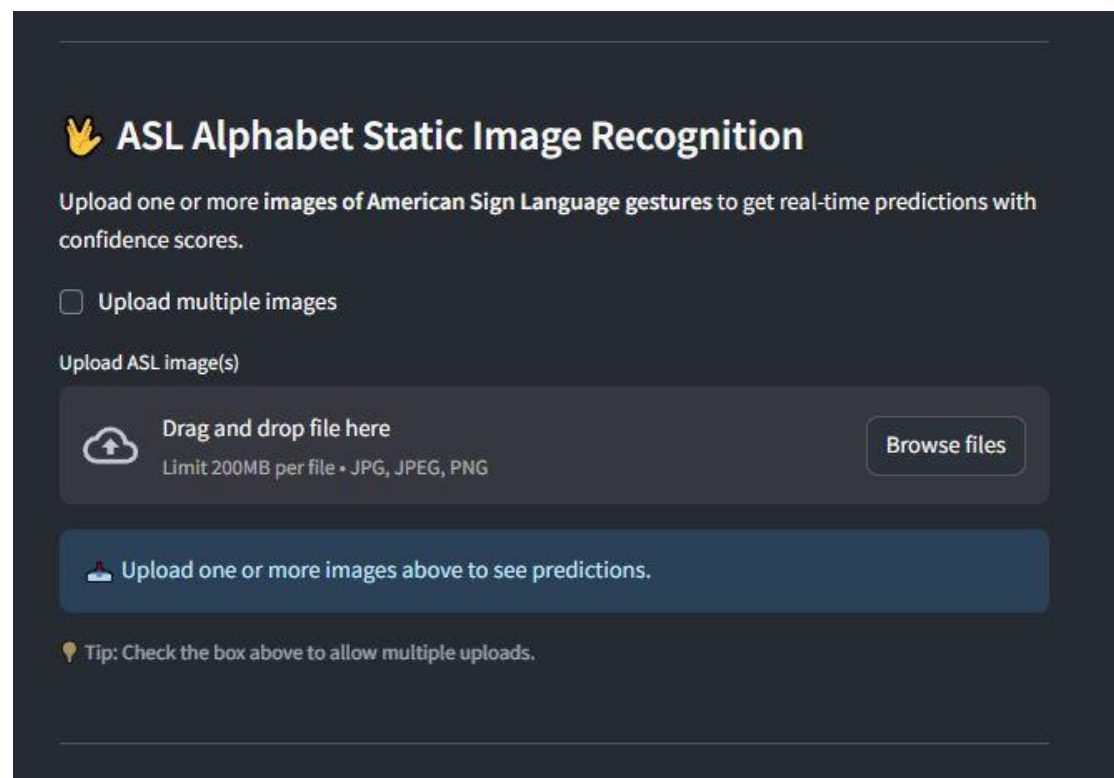 🖖 ASL Alphabet Static Image Recognition
Upload one or more images of American Sign Language gestures to get real-time predictions with
confidence scores.
Upload multiple images
Upload ASL image(s)
Drag and drop file here
Limit 200MB per file • JPG, JPEG, PNG
Browse files
📥 Upload one or more images above to see predictions.
💡 Tip: Check the box above to allow multiple uploads.